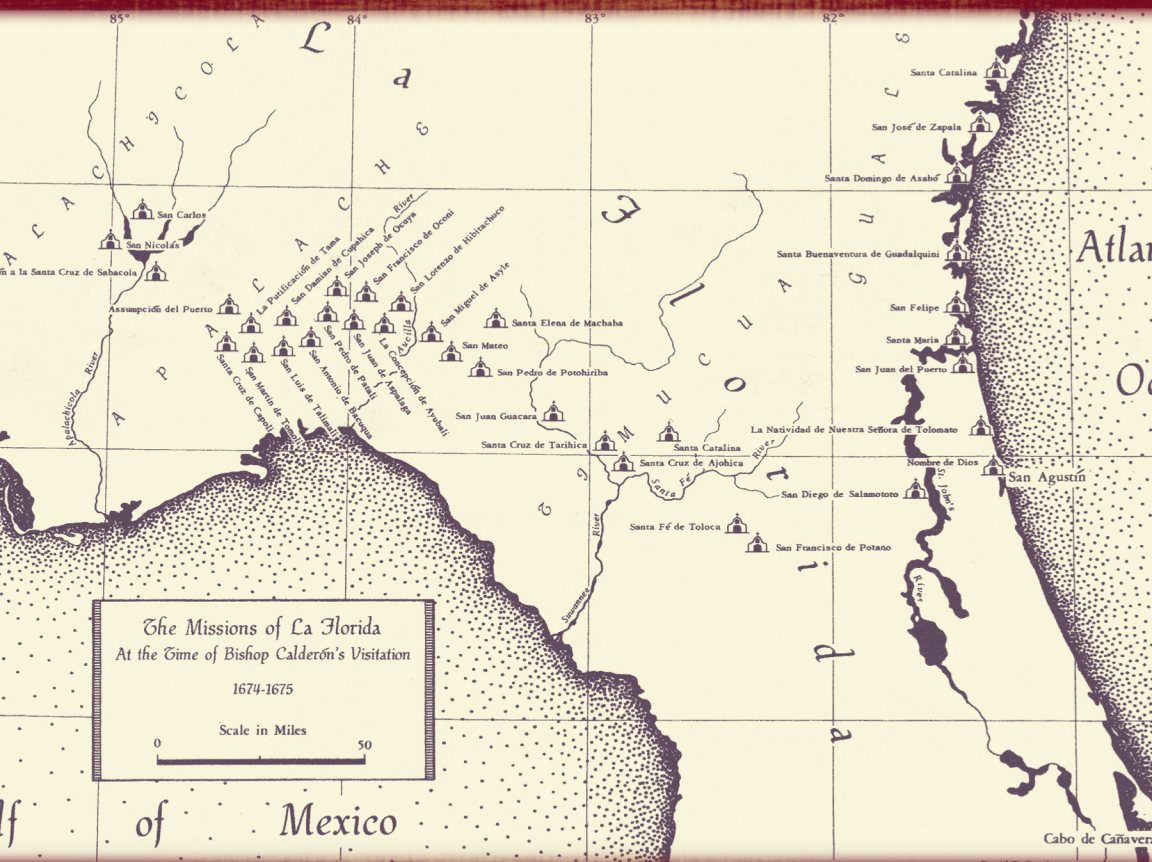 85°
84°
83°
82°
81°
La Florida
APALACHICOLA
APALACHE
TIMUCUA
GUALE
Santa Catalina
San José de Zapala
Santo Domingo de Asaho
Santa Buenaventura de Guadalquini
San Felipe
Santa Maria
San Juan del Puerto
La Natividad de Nuestra Señora de Tolomato
Nombre de Dios
San Agustín
San Diego de Salamototo
St. Johns
River
San Carlos
San Nicolás
a la Santa Cruz de Sabacola
Assumpción del Puerto
La Purificación de Tama
San Damian de Cupahica
San Joseph de Ocuya
San Francisco de Oconi
San Lorenzo de Hibitachuco
San Miguel de Asyle
River
Aucilla
Santa Cruz de Capoli
San Martín de
San Luis de
San Antonio de Bacuqua
San Pedro de Patali
San Juan de Aspalaga
La Concepción de Ayubali
Santa Elena de Machaba
San Mateo
San Pedro de Potohiriba
San Juan Guacara
Santa Cruz de Tarihica
Santa Catalina
Santa Cruz de Ajohica
Santa Fé
River
Santa Fé de Toloca
San Francisco de Potano
Suwannee
River
Apalachicola
River
Atlan
Oc
The Missions of La Florida
At the Time of Bishop Calderón's Visitation
1674-1675
Scale in Miles
0 50
lf of Mexico
Cabo de Cañaver